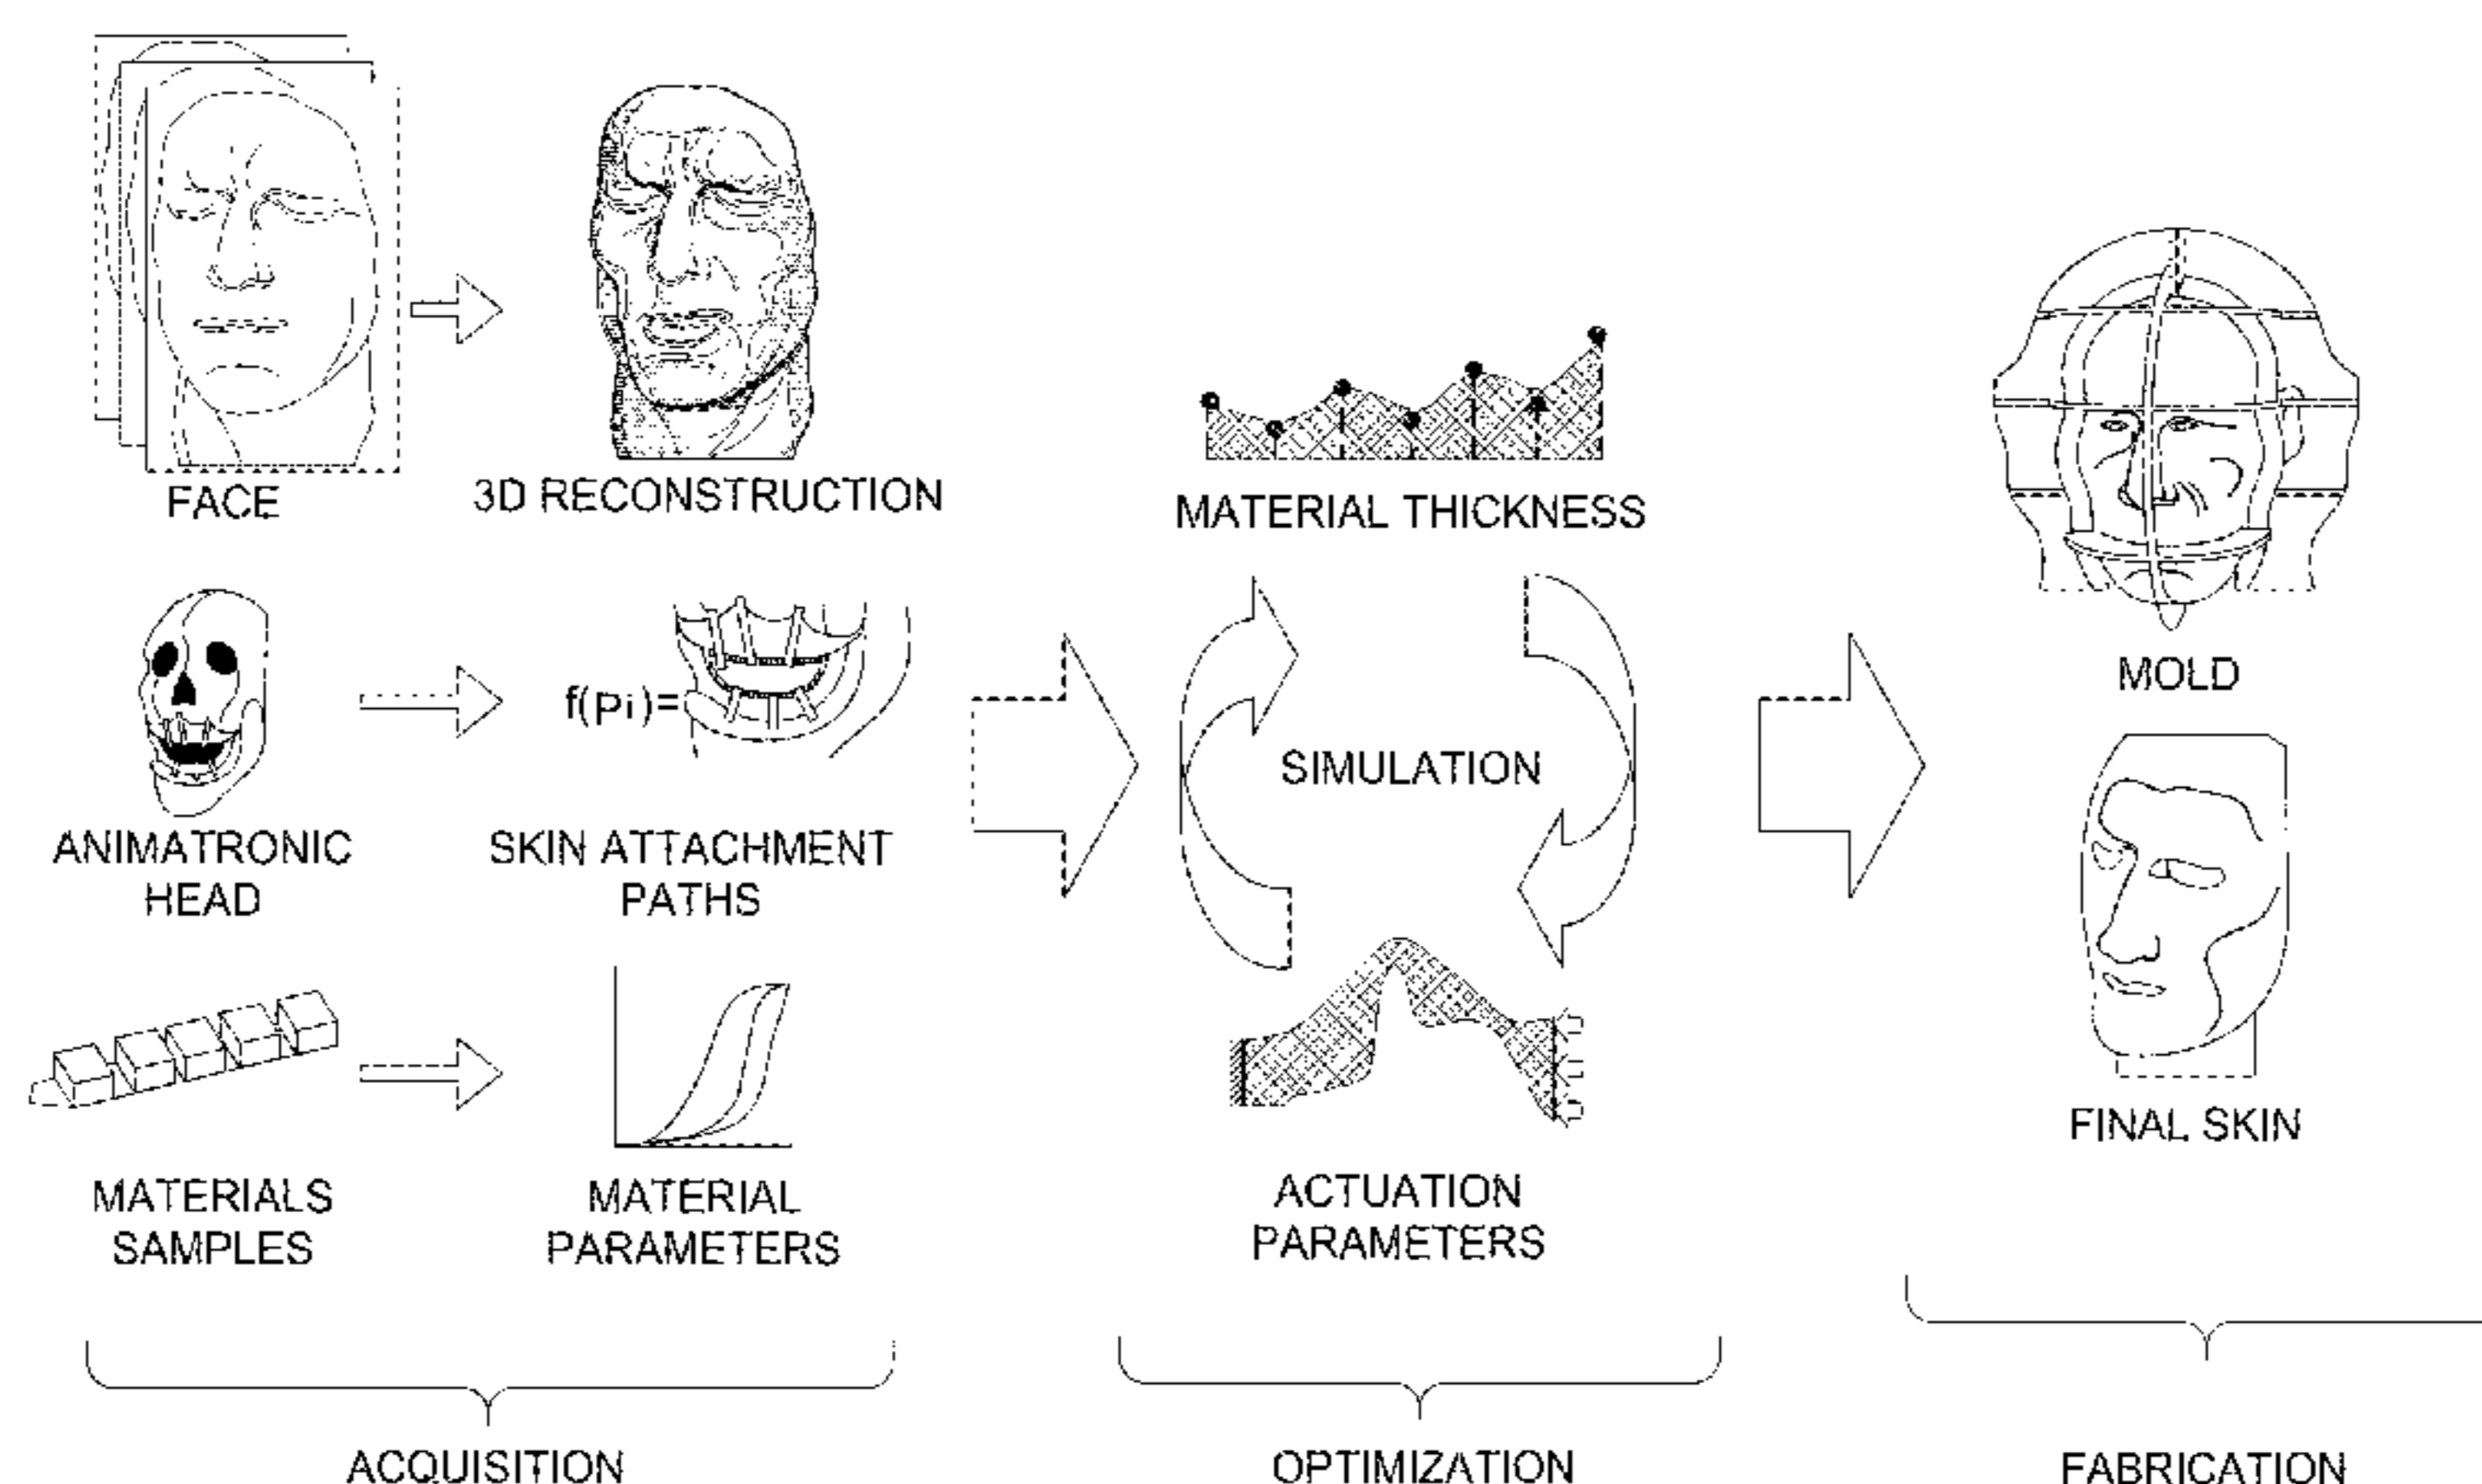 FACE
3D RECONSTRUCTION
MATERIAL THICKNESS
MOLD
ANIMATRONIC
HEAD
f(pi)=
SKIN ATTACHMENT
PATHS
SIMULATION
MATERIALS
SAMPLES
MATERIAL
PARAMETERS
ACTUATION
PARAMETERS
FINAL SKIN
ACQUISITION
OPTIMIZATION
FABRICATION